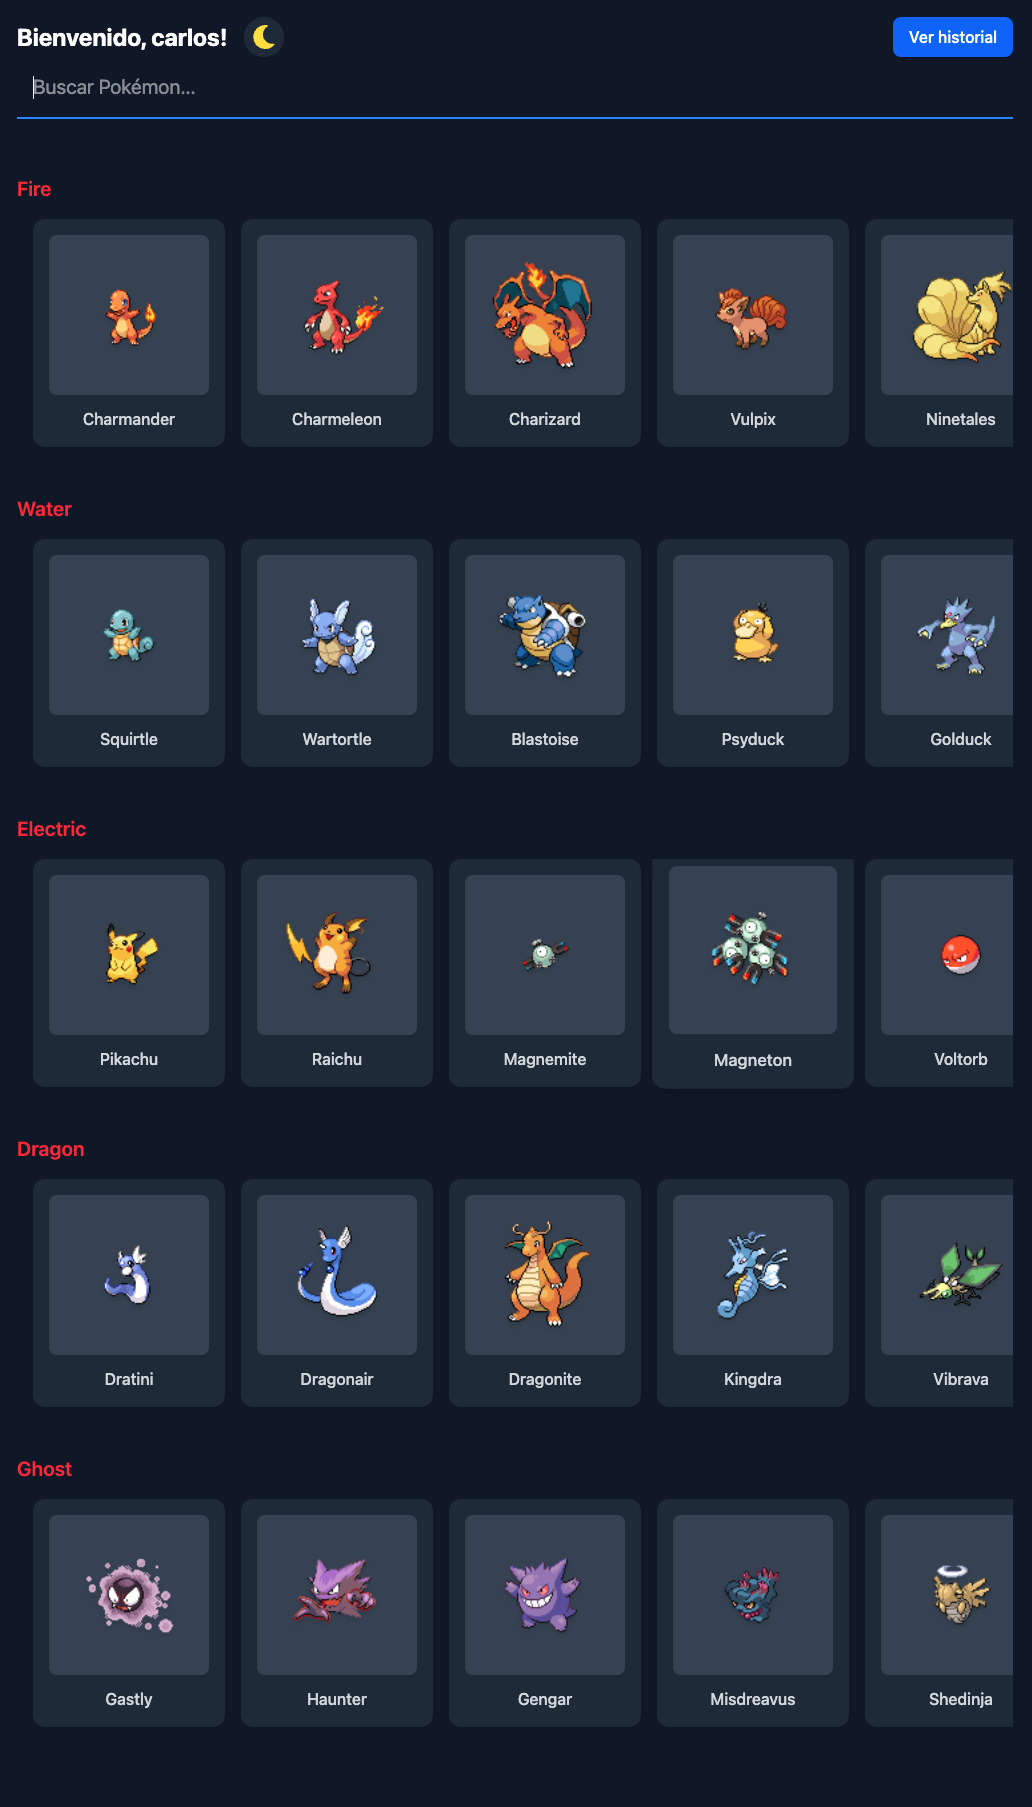 Bienvenido, carlos!
Ver historial
Buscar Pokémon...
Fire
Charmander
Charmeleon
Charizard
Vulpix
Ninetales
Water
Squirtle
Wartortle
Blastoise
Psyduck
Golduck
Electric
Pikachu
Raichu
Magnemite
Magneton
Voltorb
Dragon
Dratini
Dragonair
Dragonite
Kingdra
Vibrava
Ghost
Gastly
Haunter
Gengar
Misdreavus
Shedinja